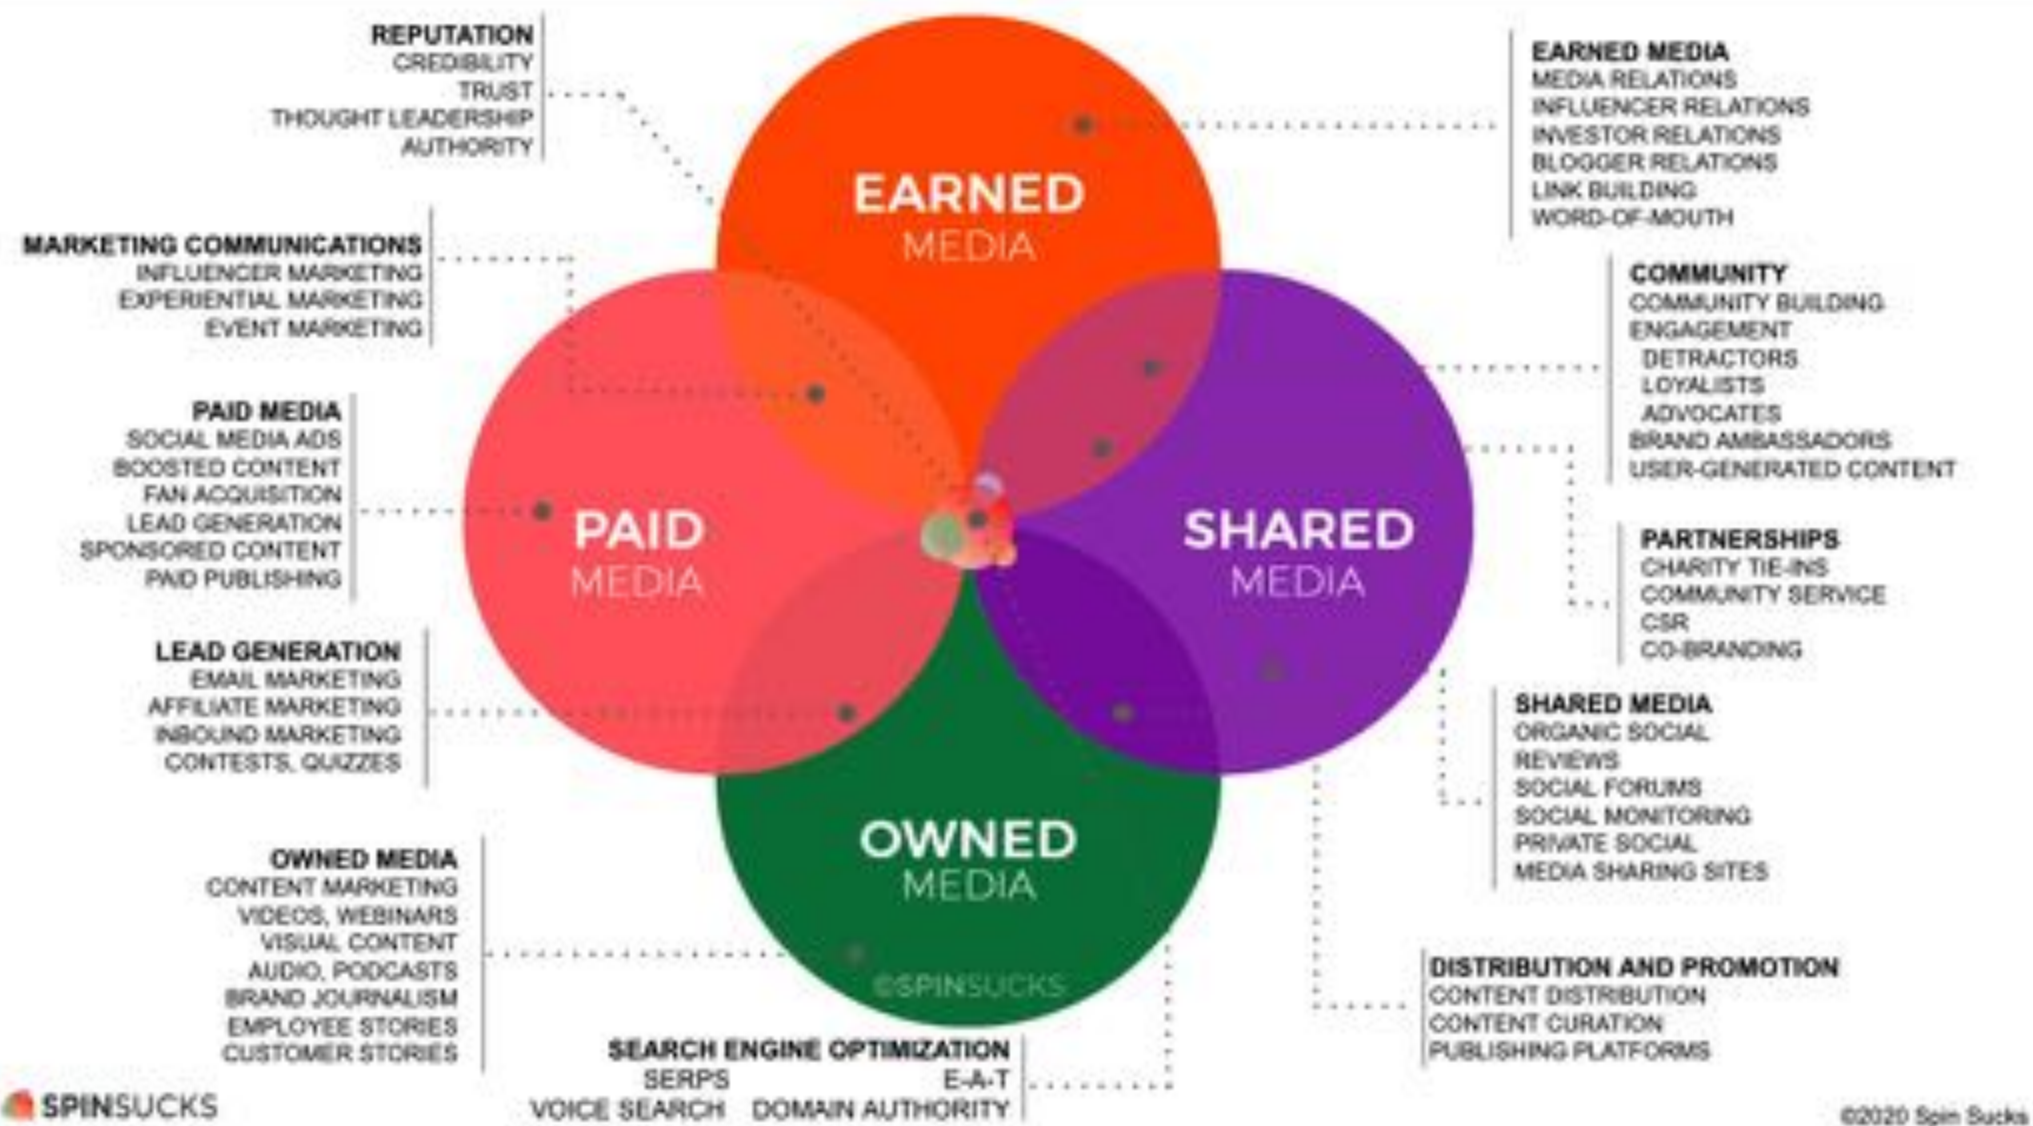 REPUTATION
CREDIBILITY
TRUST
THOUGHT LEADERSHIP
AUTHORITY
MARKETING COMMUNICATIONS
INFLUENCER MARKETING
EXPERIENTIAL MARKETING
EVENT MARKETING
PAID MEDIA
SOCIAL MEDIA ADS
BOOSTED CONTENT
FAN ACQUISITION
LEAD GENERATION
SPONSORED CONTENT
PAID PUBLISHING
LEAD GENERATION
EMAIL MARKETING
AFFILIATE MARKETING
INBOUND MARKETING
CONTESTS, QUIZZES
OWNED MEDIA
CONTENT MARKETING
VIDEOS, WEBINARS
VISUAL CONTENT
AUDIO, PODCASTS
BRAND JOURNALISM
EMPLOYEE STORIES
CUSTOMER STORIES
EARNED
MEDIA
PAID
MEDIA
SHARED
MEDIA
OWNED
MEDIA
©SPINSUCKS
SEARCH ENGINE OPTIMIZATION
SERPS E-A-T
VOICE SEARCH DOMAIN AUTHORITY
EARNED MEDIA
MEDIA RELATIONS
INFLUENCER RELATIONS
INVESTOR RELATIONS
BLOGGER RELATIONS
LINK BUILDING
WORD-OF-MOUTH
COMMUNITY
COMMUNITY BUILDING
ENGAGEMENT
DETRACTORS
LOYALISTS
ADVOCATES
BRAND AMBASSADORS
USER-GENERATED CONTENT
PARTNERSHIPS
CHARITY TIE-INS
COMMUNITY SERVICE
CSR
CO-BRANDING
SHARED MEDIA
ORGANIC SOCIAL
REVIEWS
SOCIAL FORUMS
SOCIAL MONITORING
PRIVATE SOCIAL
MEDIA SHARING SITES
DISTRIBUTION AND PROMOTION
CONTENT DISTRIBUTION
CONTENT CURATION
PUBLISHING PLATFORMS
SPINSUCKS
©2020 Spin Sucks